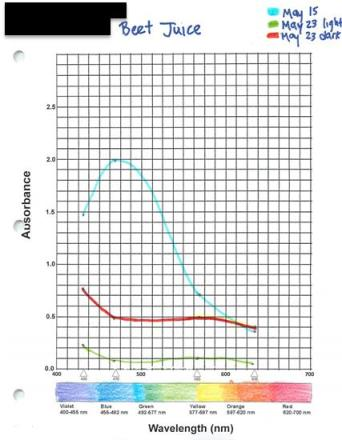 Beet Juice
May 15
May 23 light
May 23 dark
Ausorbance
2.5
2.0
1.5
1.0
0.5
0.0
400
500
600
700
Violet
400-455 nm
Blue
455-492 nm
Green
492-577 nm
Yellow
577-597 nm
Orange
597-620 nm
Red
620-700 nm
Wavelength (nm)